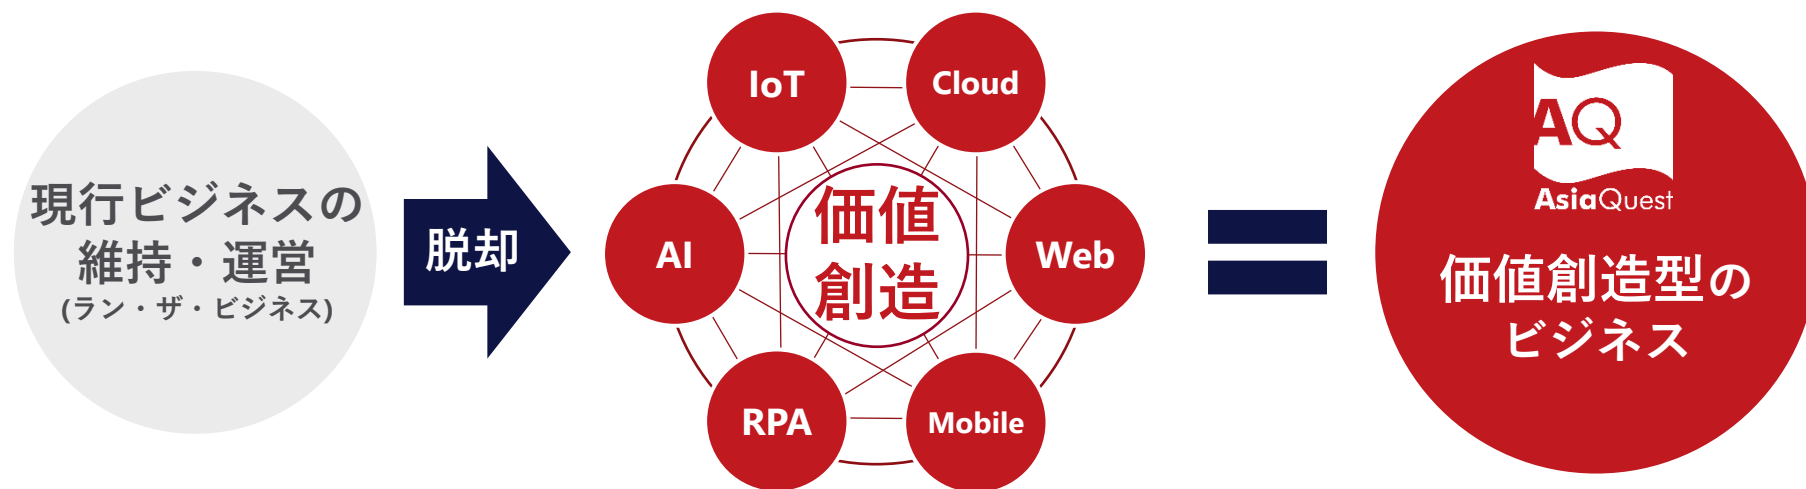 現行ビジネスの
維持・運営
(ラン・ザ・ビジネス)
脱却
IoT
Cloud
AI
価値
創造
Web
RPA
Mobile
AQ
AsiaQuest
価値創造型の
ビジネス